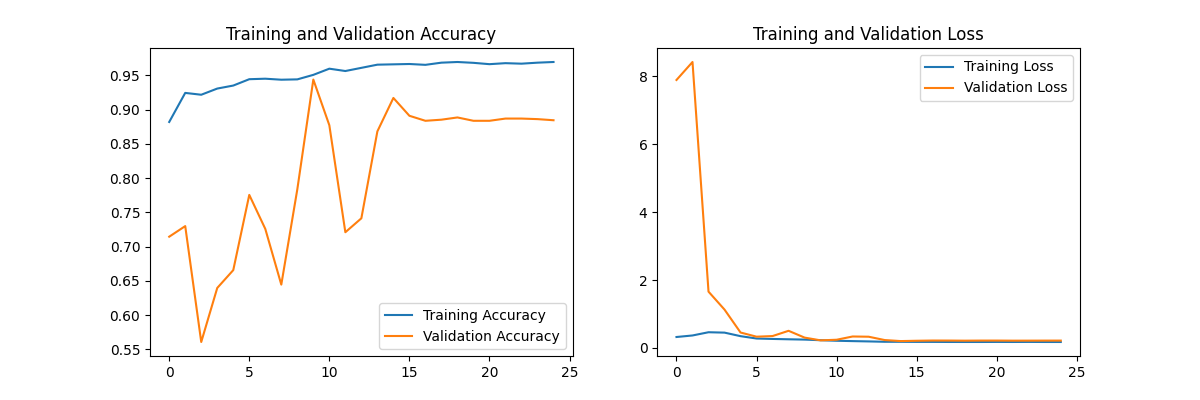 Training and Validation Accuracy
0.95
0.90
0.85
0.80
0.75
0.70
0.65
0.60
0.55
0 5 10 15 20 25
Training Accuracy
Validation Accuracy
Training and Validation Loss
8
6
4
2
0
0 5 10 15 20 25
Training Loss
Validation Loss